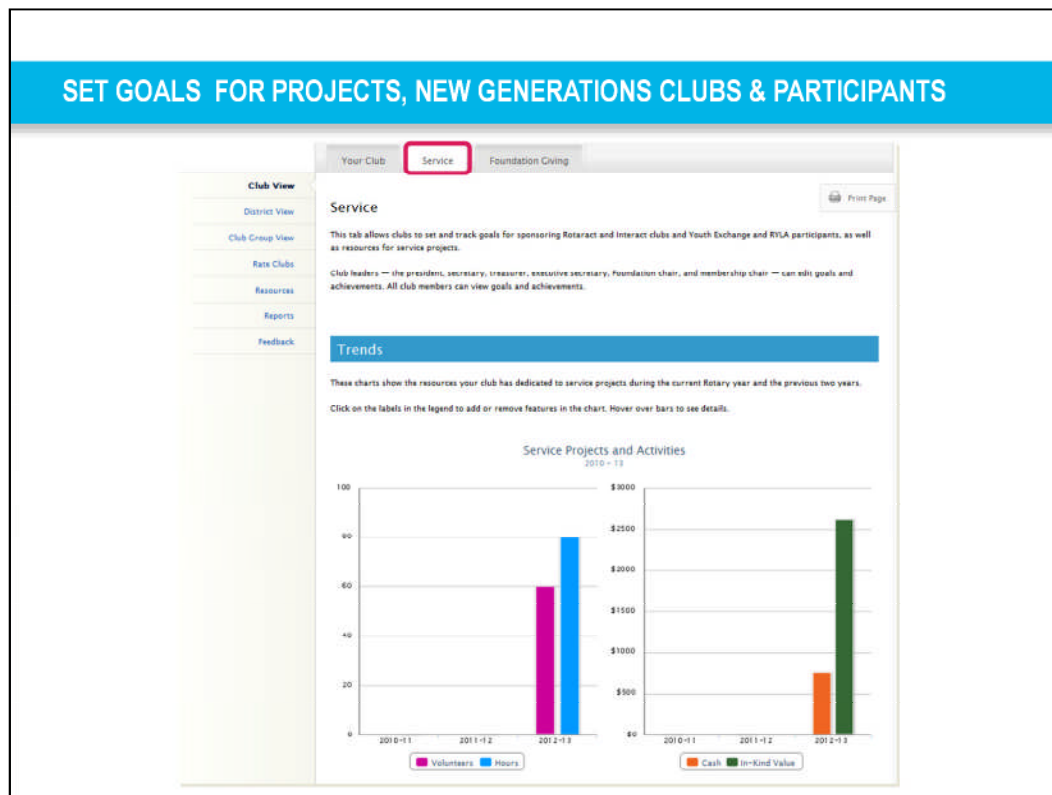 SET GOALS FOR PROJECTS, NEW GENERATIONS CLUBS & PARTICIPANTS
Your Club
Service
Foundation Giving
Club View
District View
Club Group View
Rate Clubs
Resources
Reports
Feedback
Print Page
Service
This tab allows clubs to set and track goals for sponsoring Rotaract and Interact clubs and Youth Exchange and RYLA participants, as well
as resources for service projects.
Club leaders — the president, secretary, treasurer, executive secretary, Foundation chair, and membership chair — can edit goals and
achievements. All club members can view goals and achievements.
Trends
These charts show the resources your club has dedicated to service projects during the current Rotary year and the previous two years.
Click on the labels in the legend to add or remove features in the chart. Hover over bars to see details.
Service Projects and Activities
2010 - 13
100
80
60
40
20
0
2010-11 2011-12 2012-13
Volunteers Hours
$3000
$2500
$2000
$1500
$1000
$500
$0
2010-11 2011-12 2012-13
Cash In-Kind Value